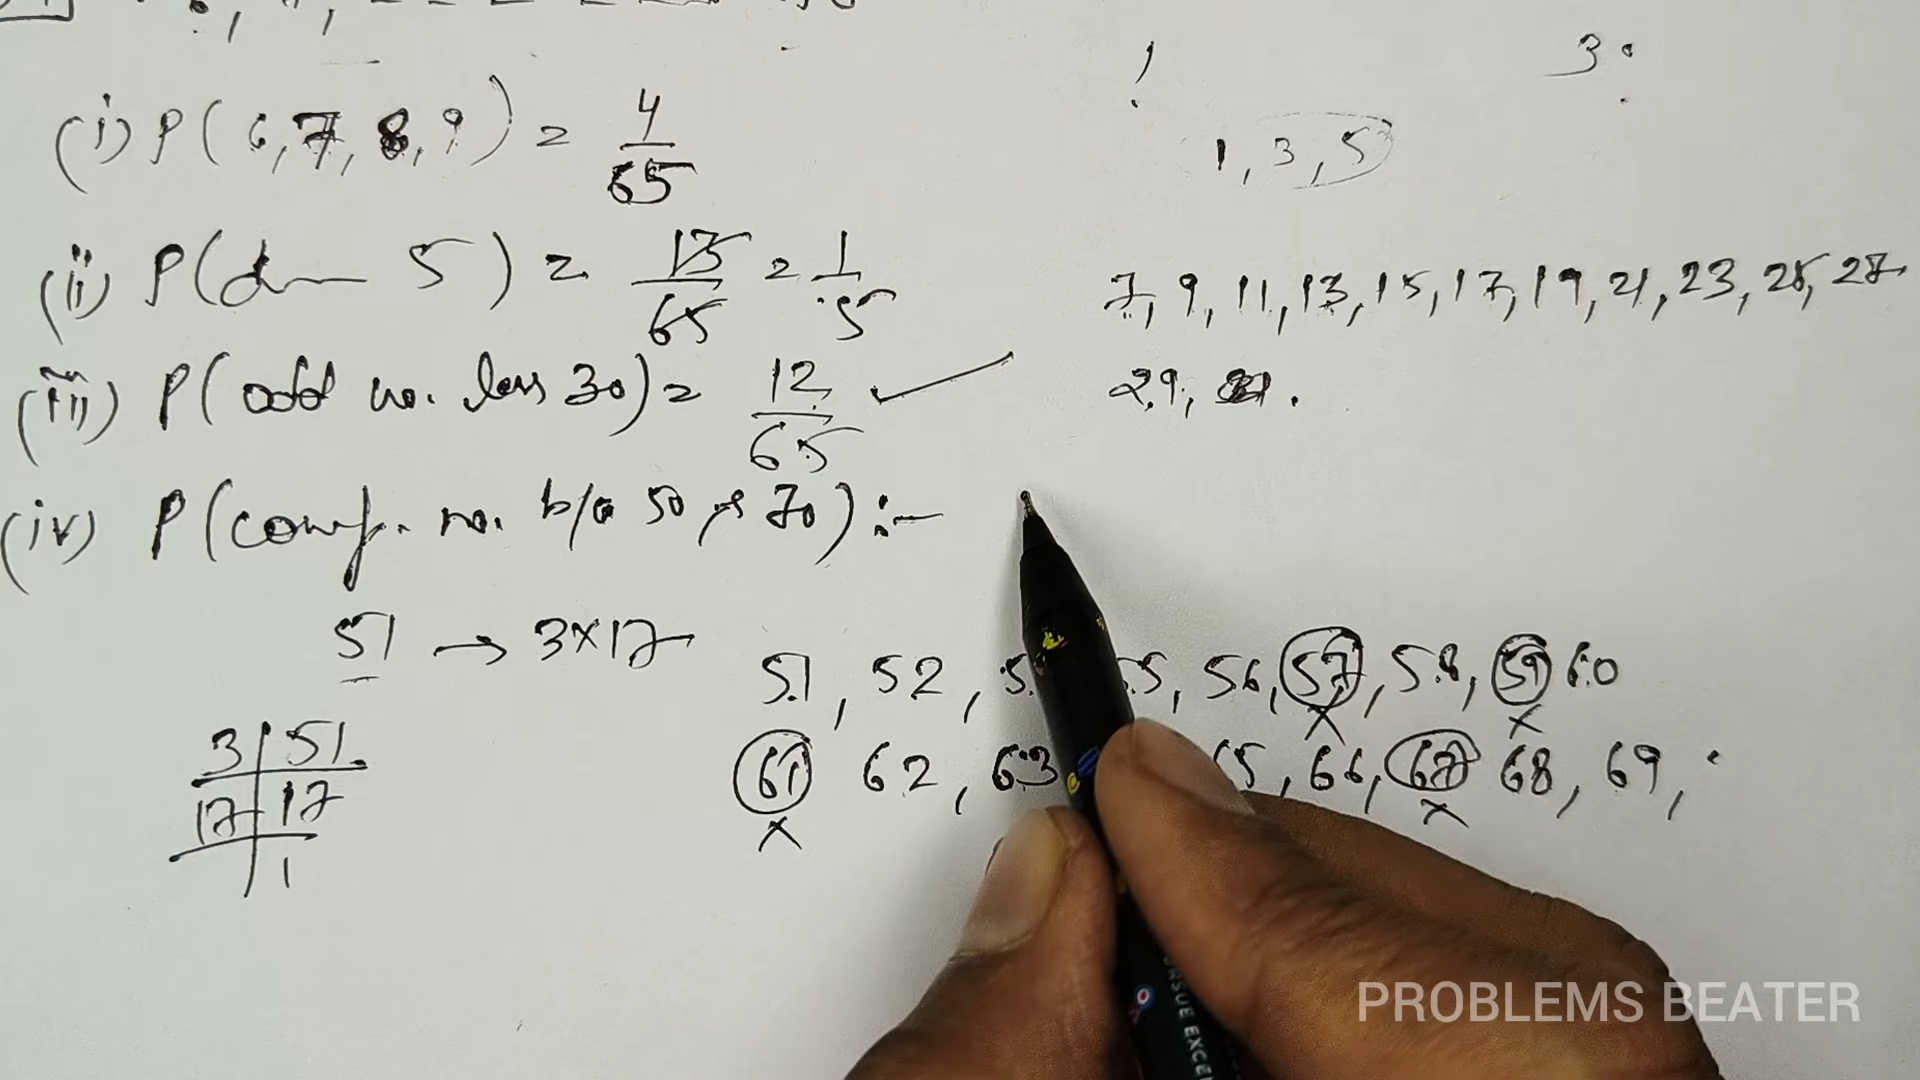 3
1, 3, 5
(i) P(6, 7, 8, 9) = 4/65
(ii) P(d— 5) = 13/65 = 1/5
7, 9, 11, 13, 15, 17, 19, 21, 23, 25, 27
(iii) P(odd no. less 30) = 12/65 ✓
29,
(iv) P(comp. no. b/w 50 & 70) :-
51 → 3×17
51, 52, 5 5, 56, 57, 58, 59 60
x x
3 | 51
17 | 17
1
61 62, 63 5, 66, 67 68, 69,
x x
PROBLEMS BEATER